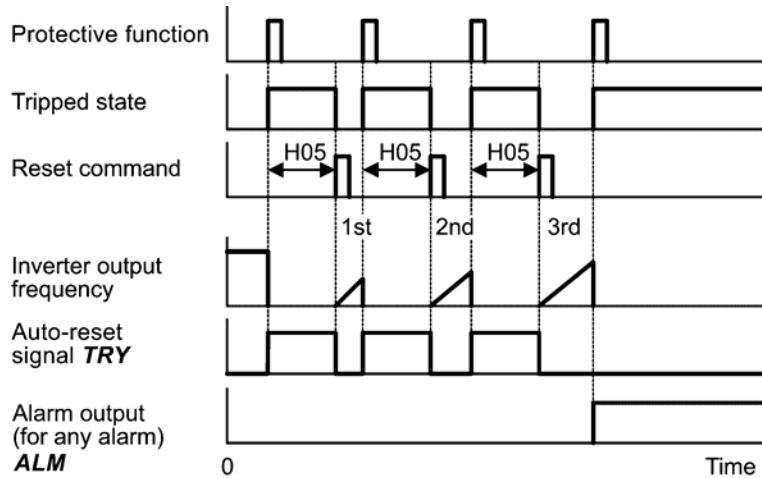 Protective function
Tripped state
Reset command
H05 H05 H05
1st 2nd 3rd
Inverter output
frequency
Auto-reset
signal TRY
Alarm output
(for any alarm)
ALM
0 Time